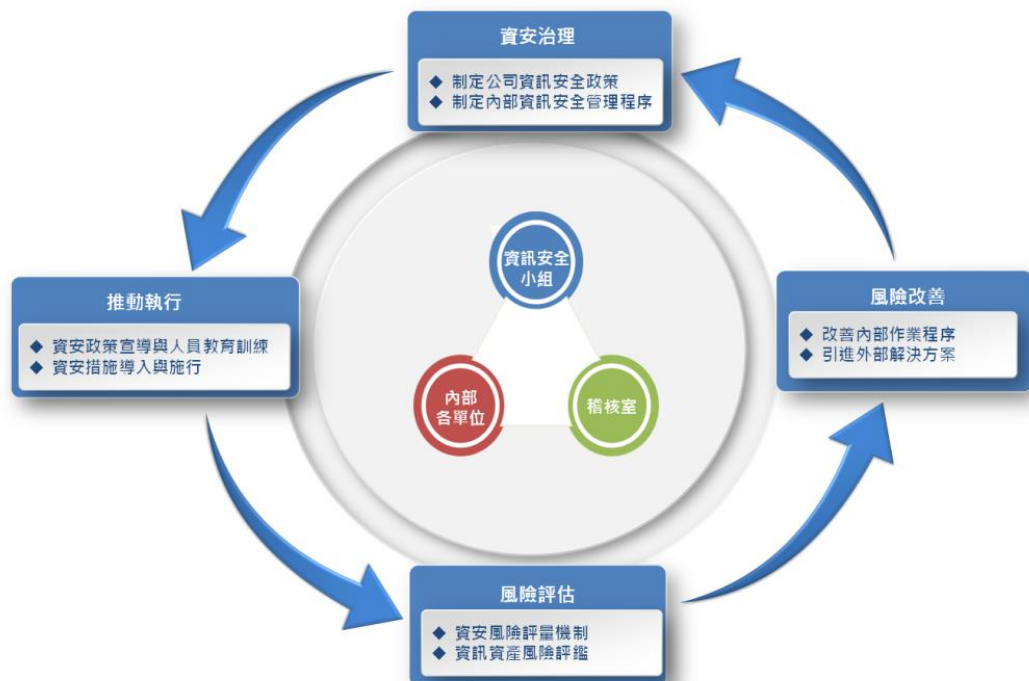 資安治理
◆ 制定公司資訊安全政策
◆ 制定內部資訊安全管理程序
推動執行
◆ 資安政策宣導與人員教育訓練
◆ 資安措施導入與施行
風險評估
◆ 資安風險評量機制
◆ 資訊資產風險評鑑
風險改善
◆ 改善內部作業程序
◆ 引進外部解決方案
資訊安全
小組
內部
各單位
稽核室